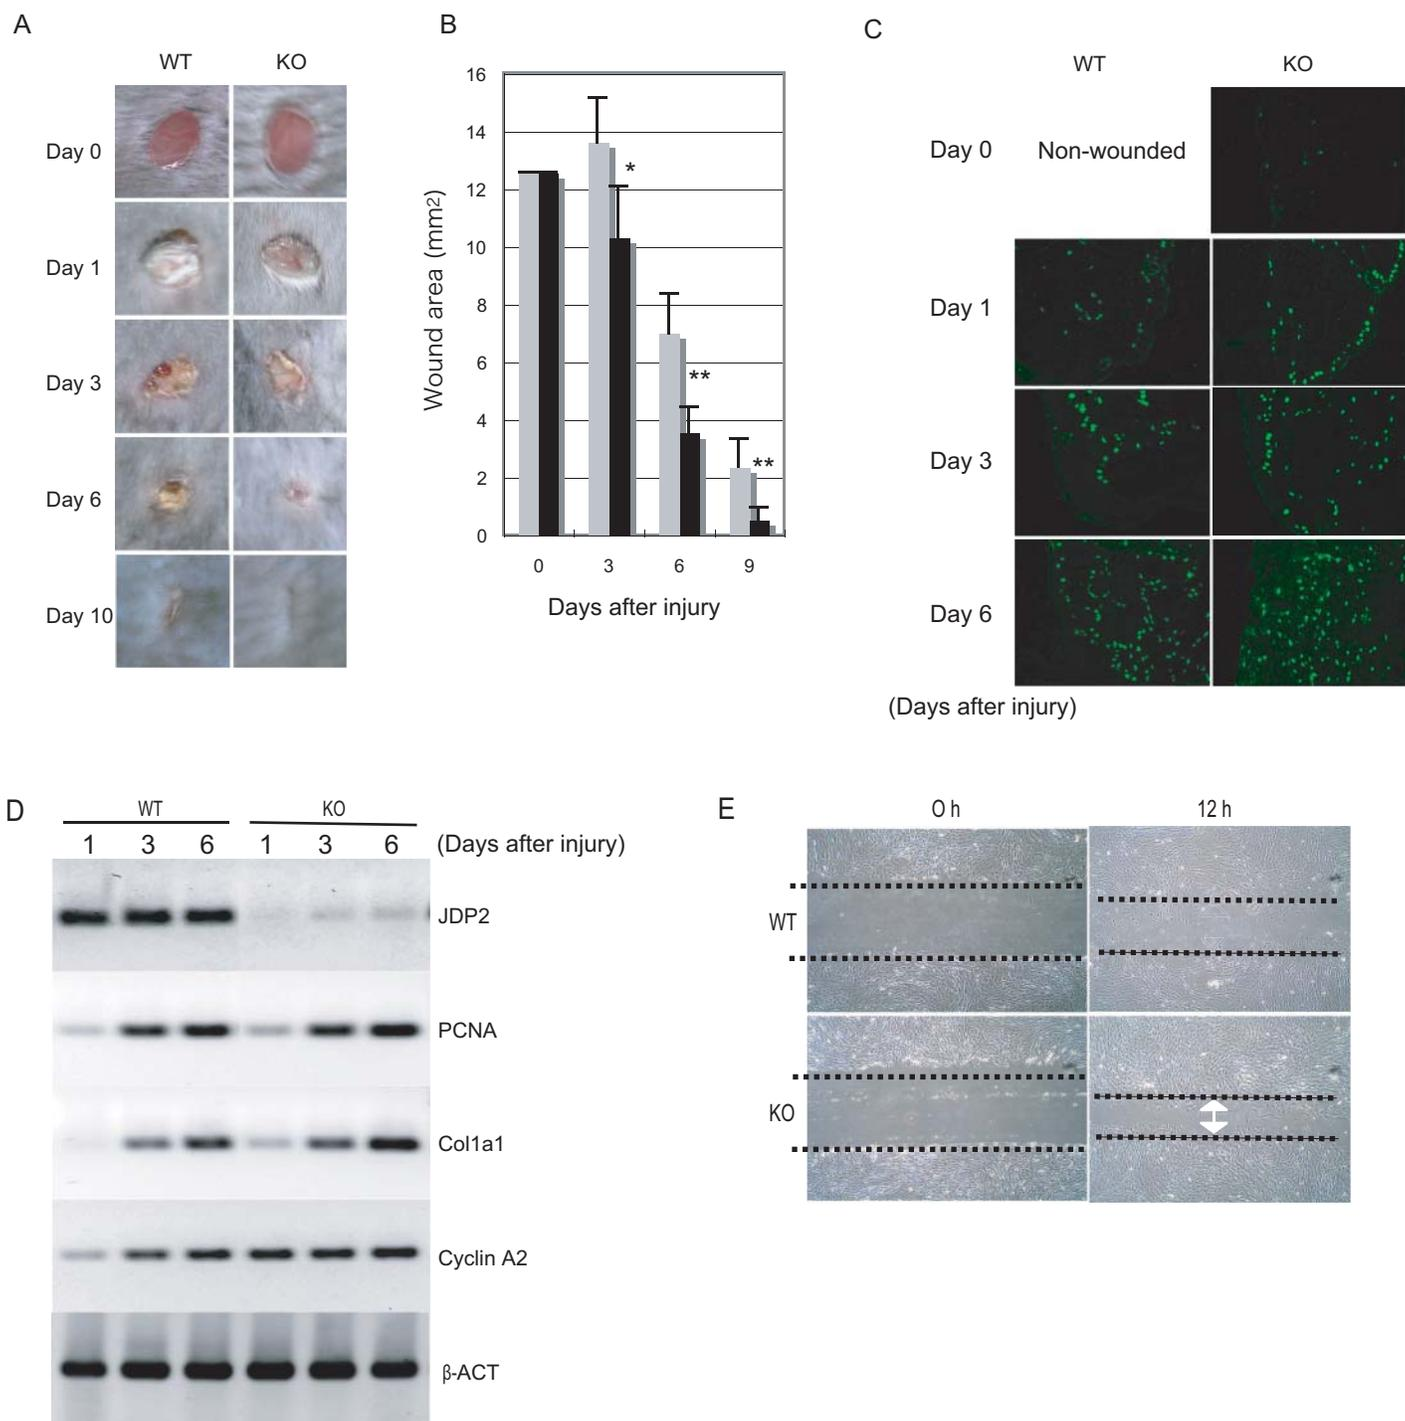 A
WT KO
Day 0
Day 1
Day 3
Day 6
Day 10
B
16
14
12
10
8
6
4
2
0
Wound area (mm2)
*
**
**
0 3 6 9
Days after injury
C
WT KO
Day 0 Non-wounded
Day 1
Day 3
Day 6
(Days after injury)
D
WT KO
1 3 6 1 3 6 (Days after injury)
JDP2
PCNA
Col1a1
Cyclin A2
β-ACT
E
O h 12 h
WT
KO